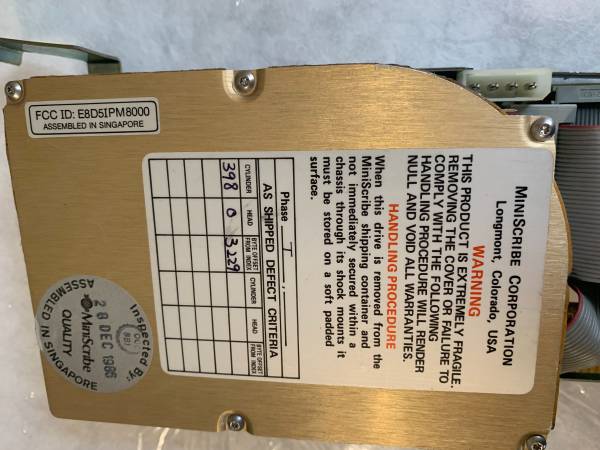 FCC ID: E8D51PM8000
ASSEMBLED IN SINGAPORE
MINISCRIBE CORPORATION
Longmont, Colorado, USA
WARNING
THIS PRODUCT IS EXTREMELY FRAGILE.
REMOVING THE COVER OR FAILURE TO
COMPLY WITH THE FOLLOWING
HANDLING PROCEDURE WILL RENDER
NULL AND VOID ALL WARRANTIES.
HANDLING PROCEDURE
When this drive is removed from the
MiniScribe shipping container and
not immediately secured within a
chassis through its shock mounts it
must be stored on a soft padded
surface.
Phase T
AS SHIPPED DEFECT CRITERIA
CYLINDER HEAD BYTE OFFSET FROM INDEX CYLINDER HEAD BYTE OFFSET FROM INDEX
398 0 3229
Inspected By:
28 DEC 1986
MiniScribe
QUALITY
ASSEMBLED IN SINGAPORE